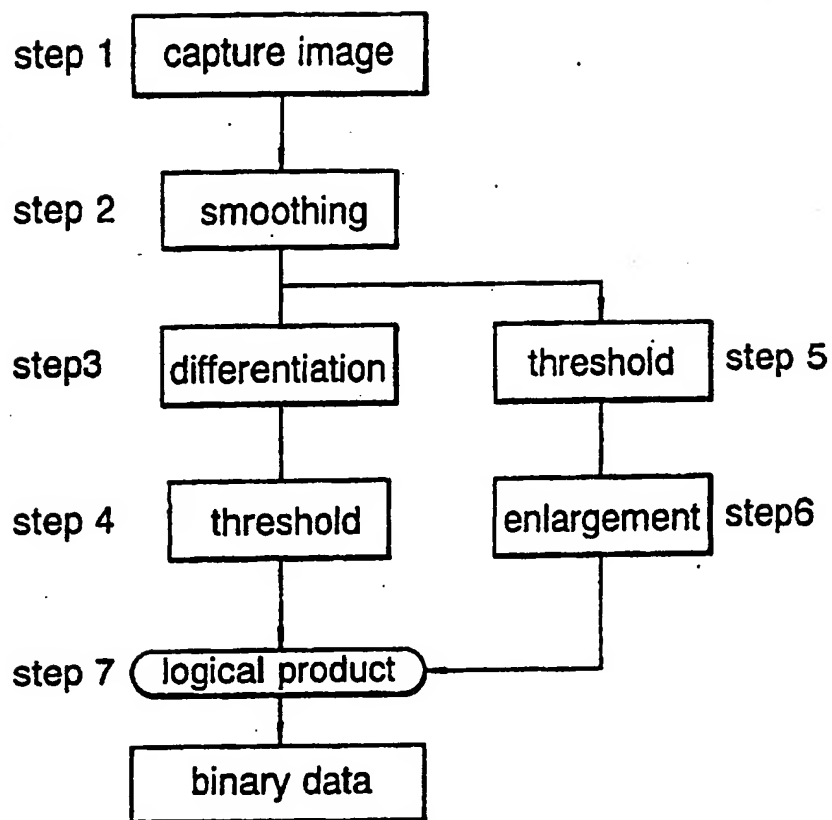 step 1 capture image
step 2 smoothing
step3 differentiation threshold step 5
step 4 threshold enlargement step6
step 7 logical product
binary data